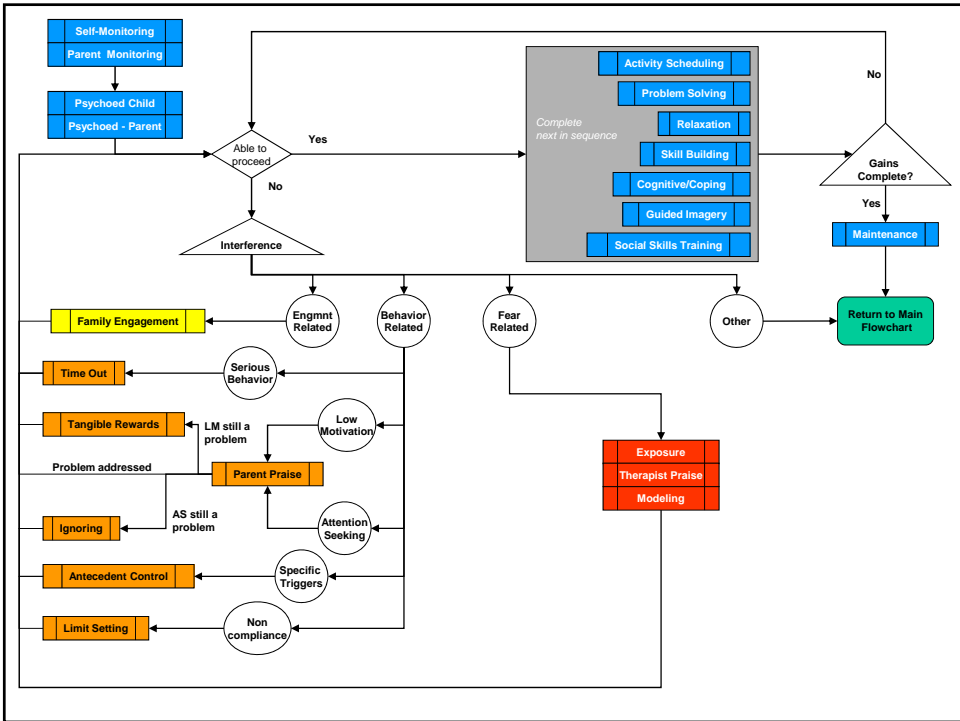 Self-Monitoring
Parent Monitoring
Psychoed Child
Psychoed - Parent
Able to
proceed
Yes
No
Interference
Complete
next in sequence
Activity Scheduling
Problem Solving
Relaxation
Skill Building
Cognitive/Coping
Guided Imagery
Social Skills Training
No
Gains
Complete?
Yes
Maintenance
Return to Main
Flowchart
Family Engagement
Engmnt
Related
Behavior
Related
Fear
Related
Other
Time Out
Serious
Behavior
Tangible Rewards
LM still a
problem
Low
Motivation
Problem addressed
Parent Praise
AS still a
problem
Ignoring
Attention
Seeking
Antecedent Control
Specific
Triggers
Limit Setting
Non
compliance
Exposure
Therapist Praise
Modeling